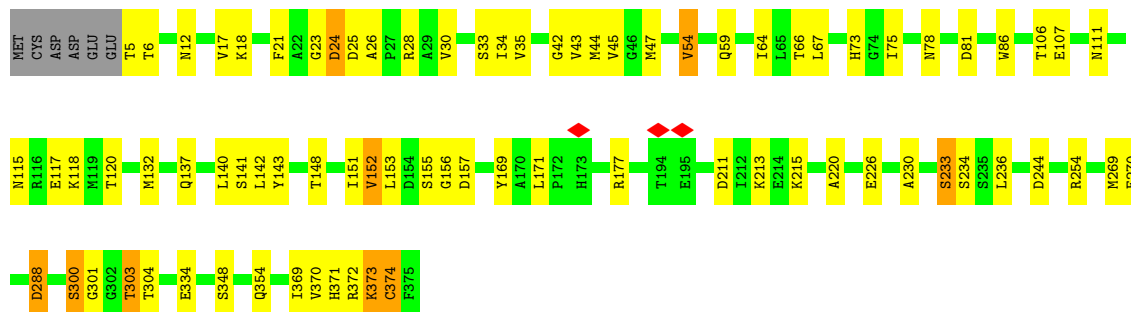 MET CYS ASP ASP GLU GLU T5 T6 N12 V17 K18 F21 A22 G23 D24 D25 A26 P27 R28 A29 V30 S33 I34 V35 G42 V43 M44 V45 G46 M47 V54 Q59 I64 L65 T66 L67 H73 G74 I75 N78 D81 W86 T106 E107 N111
N115 R116 E117 K118 M119 T120 M132 Q137 L140 S141 L142 Y143 T148 I151 V152 L153 D154 S155 G156 D157 Y169 A170 L171 P172 H173 R177 T194 E195 D211 I212 K213 E214 K215 A220 E226 A230 S233 S234 S235 L236 D244 R254 M269
D288 S300 G301 G302 T303 T304 E334 S348 Q354 I369 V370 H371 R372 K373 C374 F375